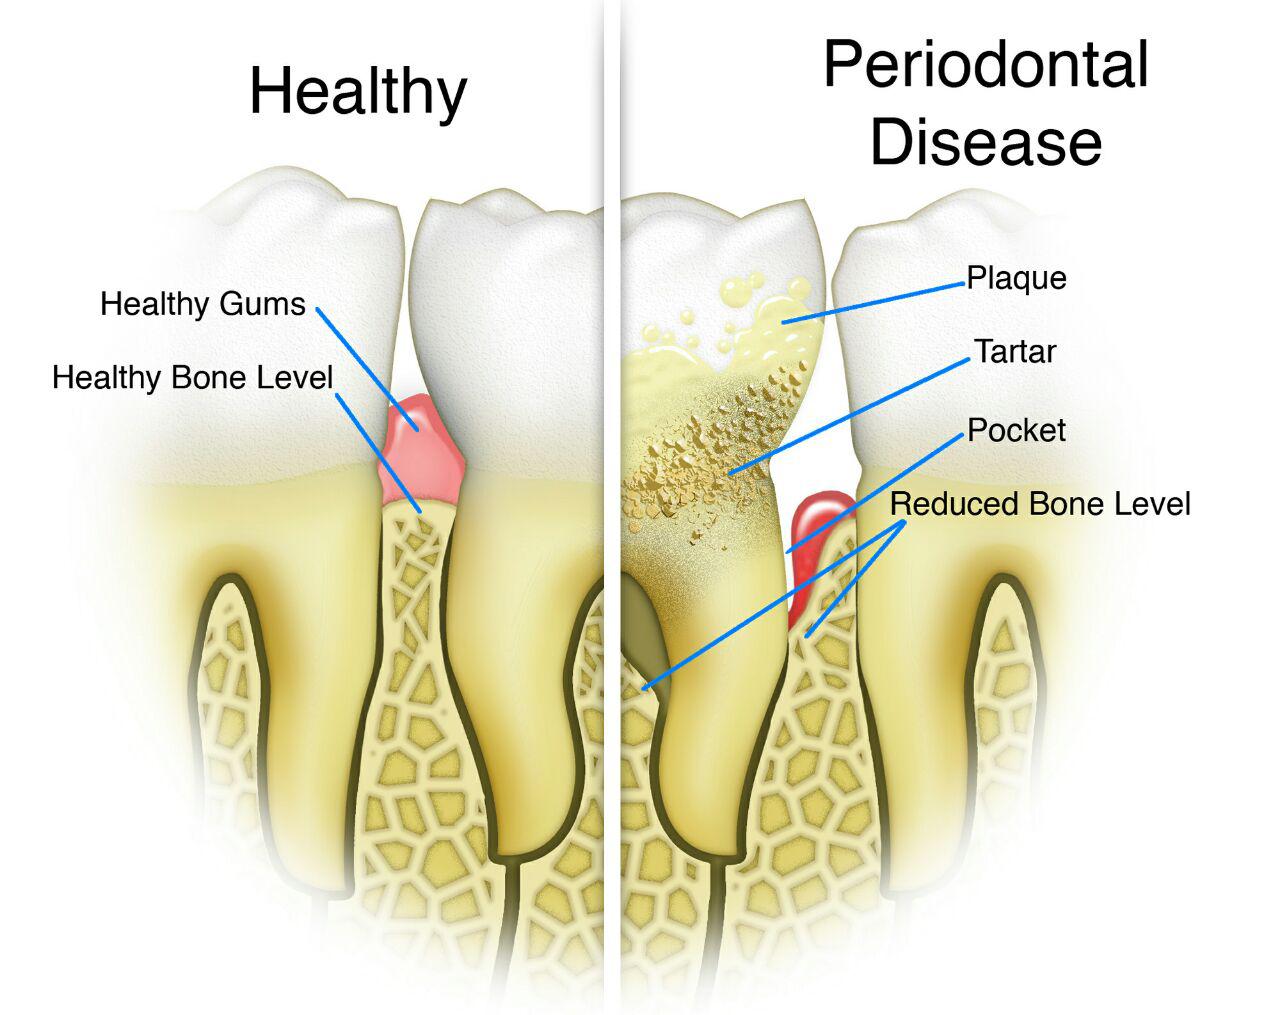 Healthy
Healthy Gums
Healthy Bone Level
Periodontal
Disease
Plaque
Tartar
Pocket
Reduced Bone Level